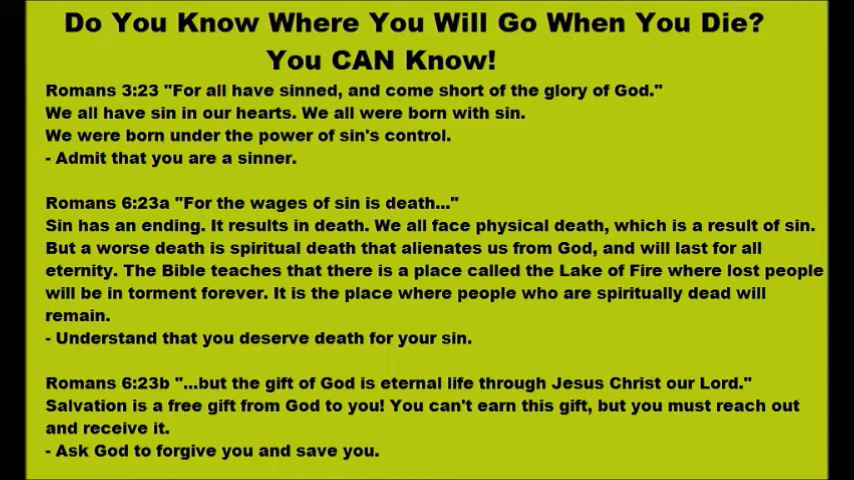 Do You Know Where You Will Go When You Die?
You CAN Know!
Romans 3:23 "For all have sinned, and come short of the glory of God."
We all have sin in our hearts. We all were born with sin.
We were born under the power of sin's control.
- Admit that you are a sinner.
Romans 6:23a "For the wages of sin is death..."
Sin has an ending. It results in death. We all face physical death, which is a result of sin.
But a worse death is spiritual death that alienates us from God, and will last for all
eternity. The Bible teaches that there is a place called the Lake of Fire where lost people
will be in torment forever. It is the place where people who are spiritually dead will
remain.
- Understand that you deserve death for your sin.
Romans 6:23b "...but the gift of God is eternal life through Jesus Christ our Lord."
Salvation is a free gift from God to you! You can't earn this gift, but you must reach out
and receive it.
- Ask God to forgive you and save you.